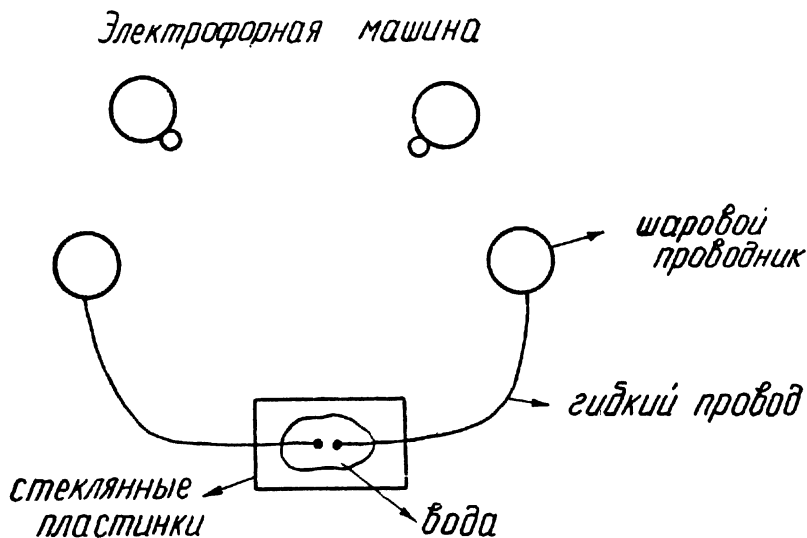 Электрофорная машина
шаровой
проводник
гибкий провод
стеклянные
пластинки
вода